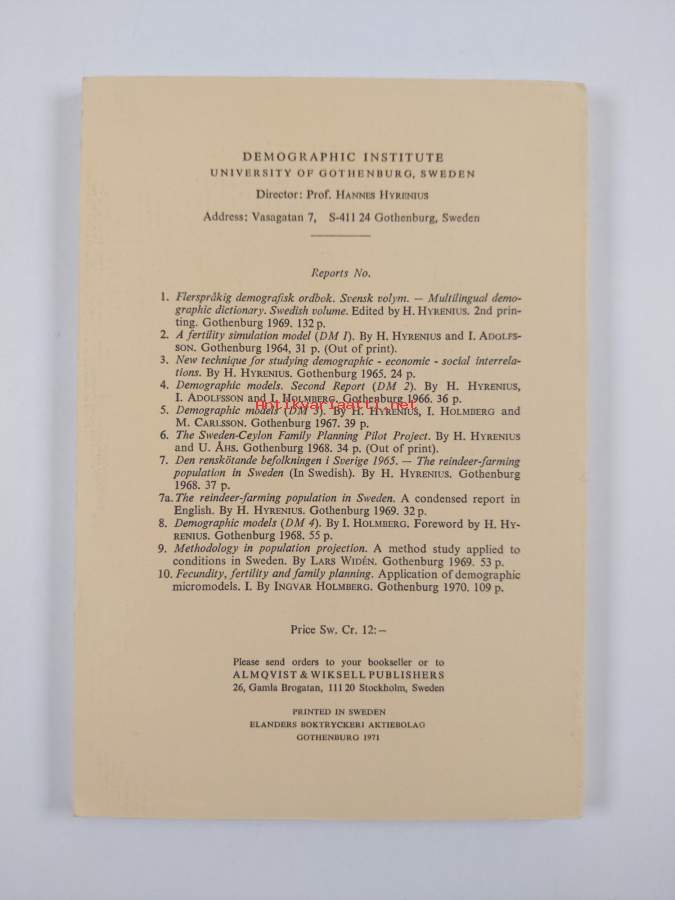 DEMOGRAPHIC INSTITUTE
UNIVERSITY OF GOTHENBURG, SWEDEN
Director: Prof. HANNES HYRENIUS
Address: Vasagatan 7, S-411 24 Gothenburg, Sweden
Reports No.
1. Flerspråkig demografisk ordbok. Svensk volym. — Multilingual demo-
graphic dictionary. Swedish volume. Edited by H. HYRENIUS. 2nd prin-
ting. Gothenburg 1969. 132 p.
2. A fertility simulation model (DM 1). By H. HYRENIUS and I. ADOLFS-
SON. Gothenburg 1964, 31 p. (Out of print).
3. New technique for studying demographic - economic - social interrela-
tions. By H. HYRENIUS. Gothenburg 1965. 24 p.
4. Demographic models. Second Report (DM 2). By H. HYRENIUS,
I. ADOLFSSON and I. HOLMBERG. Gothenburg 1966. 36 p.
Antikvariaatti.net
5. Demographic models (DM 3). By H. HYRENIUS, I. HOLMBERG and
M. CARLSSON. Gothenburg 1967. 39 p.
6. The Sweden-Ceylon Family Planning Pilot Project. By H. HYRENIUS
and U. ÅHS. Gothenburg 1968. 34 p. (Out of print).
7. Den renskötande befolkningen i Sverige 1965. — The reindeer-farming
population in Sweden (In Swedish). By H. HYRENIUS. Gothenburg
1968. 37 p.
7a. The reindeer-farming population in Sweden. A condensed report in
English. By H. HYRENIUS. Gothenburg 1969. 32 p.
8. Demographic models (DM 4). By I. HOLMBERG. Foreword by H. HY-
RENIUS. Gothenburg 1968. 55 p.
9. Methodology in population projection. A method study applied to
conditions in Sweden. By LARS WIDÉN. Gothenburg 1969. 53 p.
10. Fecundity, fertility and family planning. Application of demographic
micromodels. I. By INGVAR HOLMBERG. Gothenburg 1970. 109 p.
Price Sw. Cr. 12:—
Please send orders to your bookseller or to
ALMQVIST & WIKSELL PUBLISHERS
26, Gamla Brogatan, 111 20 Stockholm, Sweden
PRINTED IN SWEDEN
ELANDERS BOKTRYCKERI AKTIEBOLAG
GOTHENBURG 1971